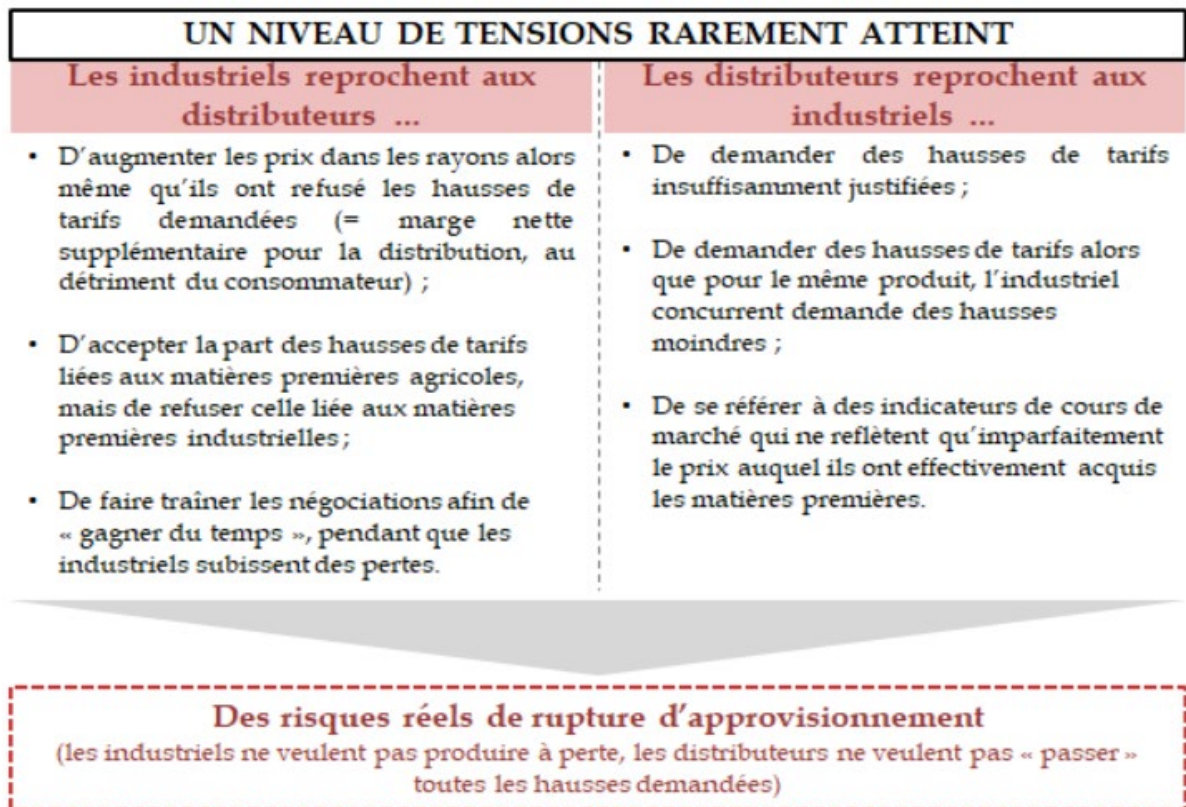 UN NIVEAU DE TENSIONS RAREMENT ATTEINT
Les industriels reprochent aux
distributeurs ...
• D'augmenter les prix dans les rayons alors
même qu'ils ont refusé les hausses de
tarifs demandées (= marge nette
supplémentaire pour la distribution, au
détriment du consommateur) ;
• D'accepter la part des hausses de tarifs
liées aux matières premières agricoles,
mais de refuser celle liée aux matières
premières industrielles ;
• De faire traîner les négociations afin de
« gagner du temps », pendant que les
industriels subissent des pertes.
Les distributeurs reprochent aux
industriels ...
• De demander des hausses de tarifs
insuffisamment justifiées ;
• De demander des hausses de tarifs alors
que pour le même produit, l'industriel
concurrent demande des hausses
moindres ;
• De se référer à des indicateurs de cours de
marché qui ne reflètent qu'imparfaitement
le prix auquel ils ont effectivement acquis
les matières premières.
Des risques réels de rupture d'approvisionnement
(les industriels ne veulent pas produire à perte, les distributeurs ne veulent pas « passer »
toutes les hausses demandées)